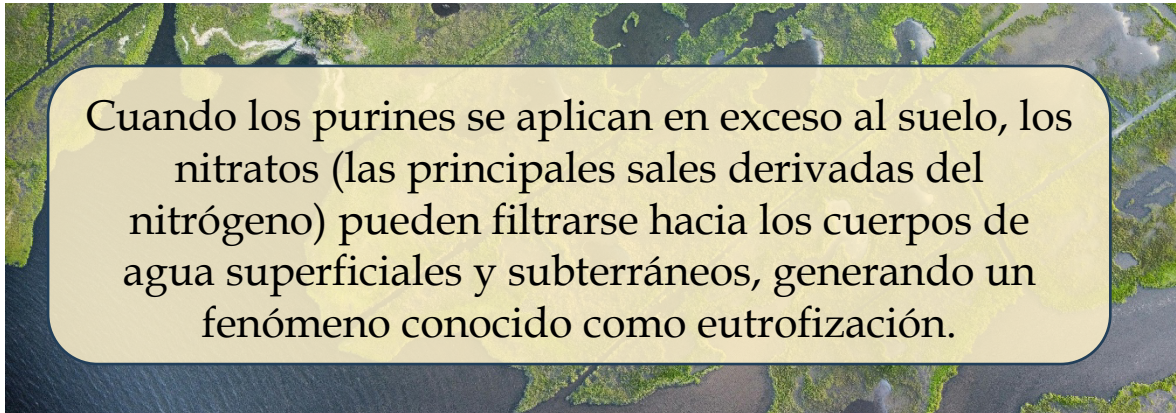 Cuando los purines se aplican en exceso al suelo, los
nitratos (las principales sales derivadas del
nitrógeno) pueden filtrarse hacia los cuerpos de
agua superficiales y subterráneos, generando un
fenómeno conocido como eutrofización.